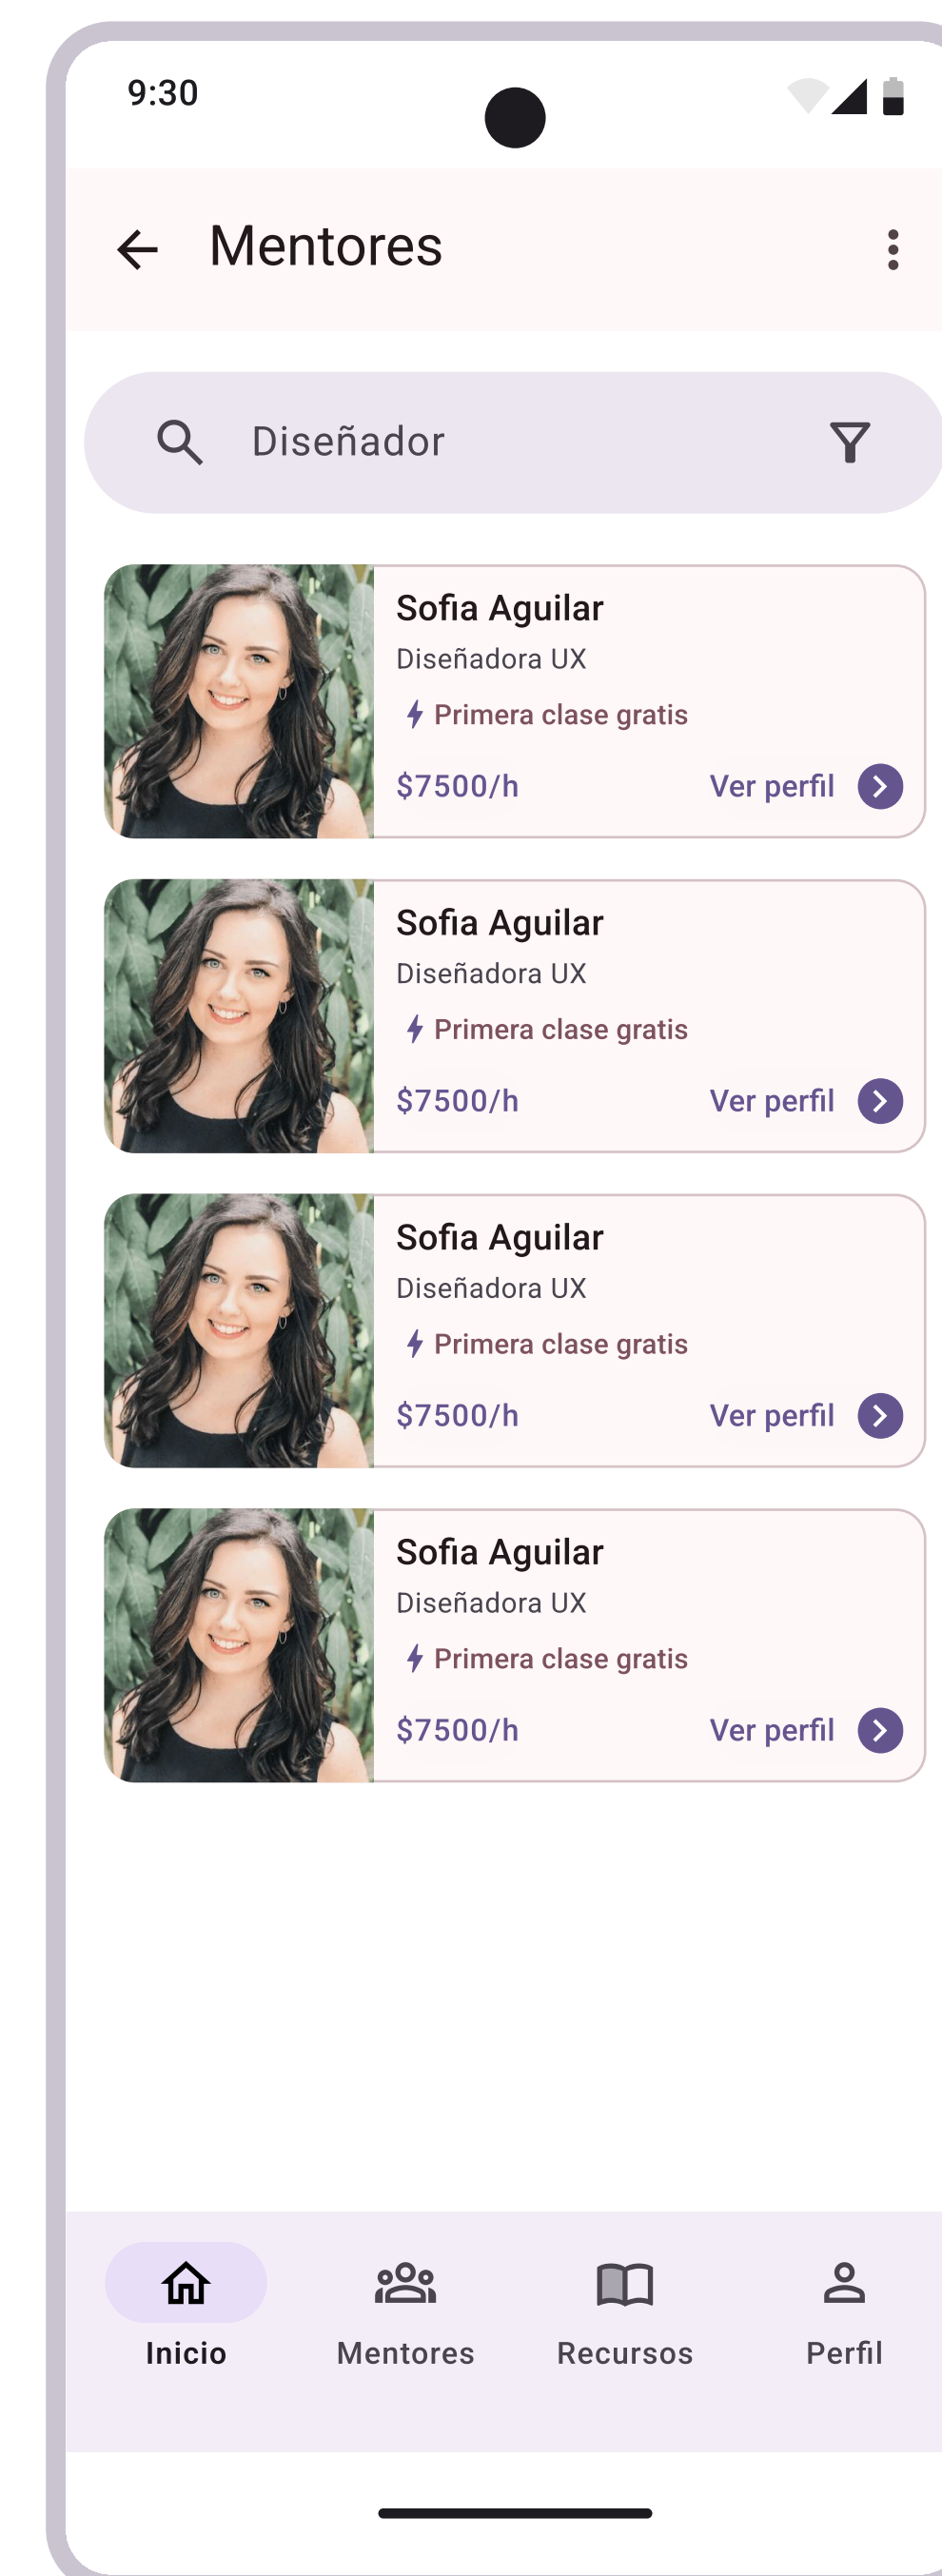 9:30
Mentores
Diseñador
Sofia Aguilar
Diseñadora UX
Primera clase gratis
$7500/h Ver perfil
Sofia Aguilar
Diseñadora UX
Primera clase gratis
$7500/h Ver perfil
Sofia Aguilar
Diseñadora UX
Primera clase gratis
$7500/h Ver perfil
Sofia Aguilar
Diseñadora UX
Primera clase gratis
$7500/h Ver perfil
Inicio Mentores Recursos Perfil